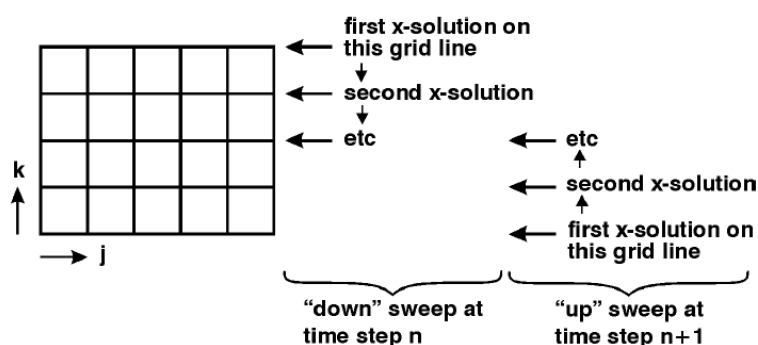 first x-solution on
this grid line
second x-solution
etc
k
j
etc
second x-solution
first x-solution on
this grid line
“down” sweep at
time step n
“up” sweep at
time step n+1